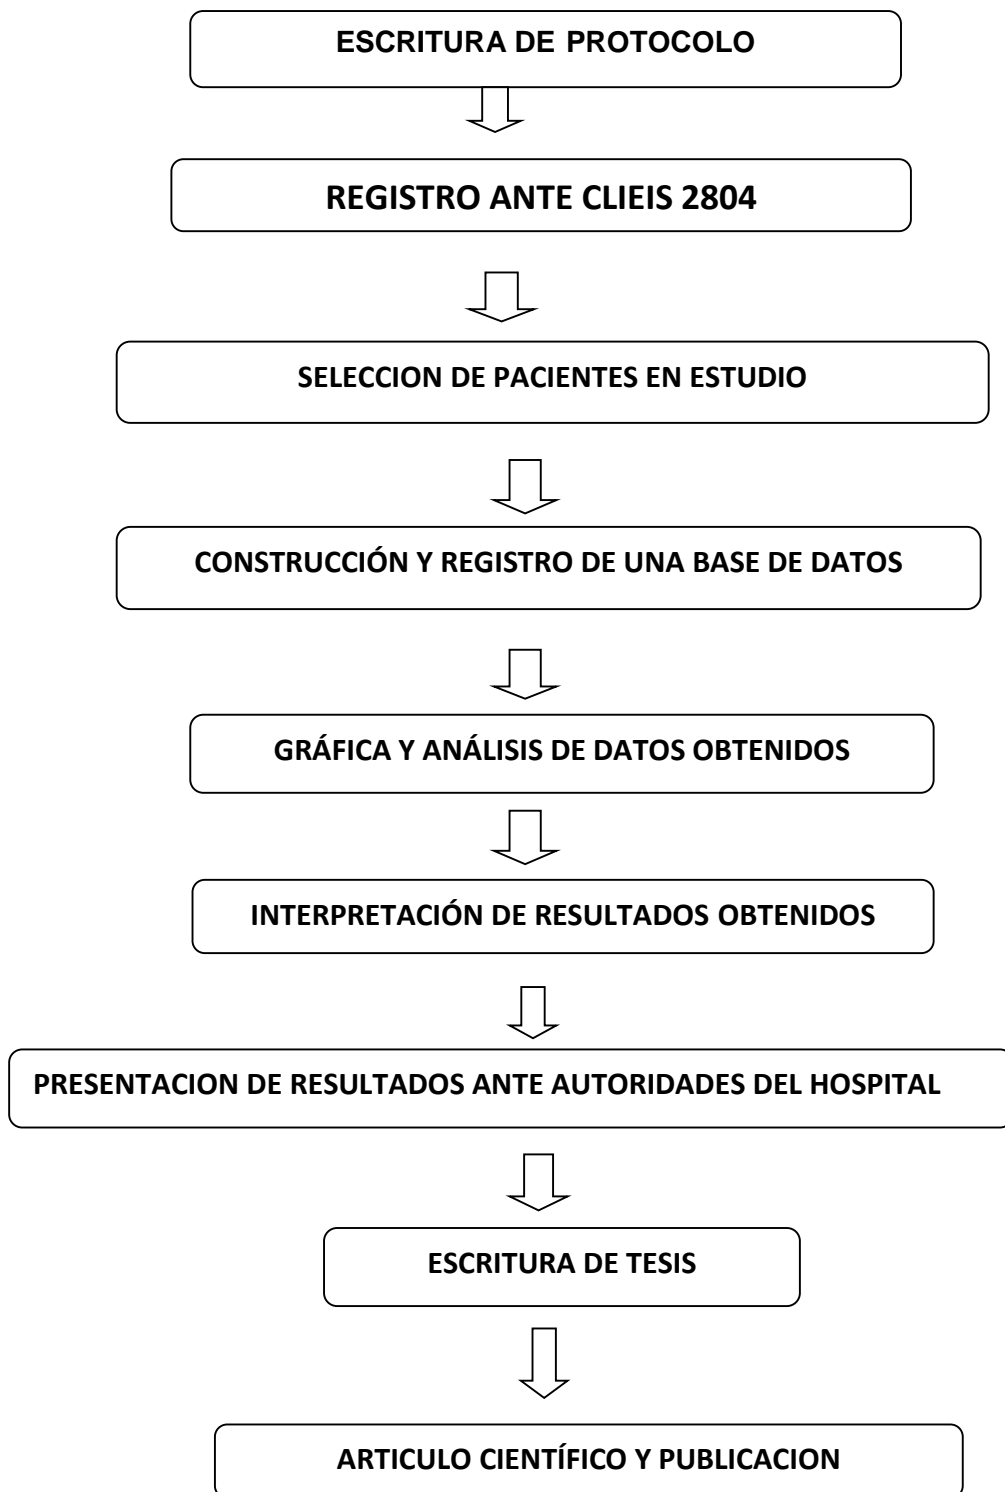 ESCRITURA DE PROTOCOLO
REGISTRO ANTE CLIEIS 2804
SELECCION DE PACIENTES EN ESTUDIO
CONSTRUCCIÓN Y REGISTRO DE UNA BASE DE DATOS
GRÁFICA Y ANÁLISIS DE DATOS OBTENIDOS
INTERPRETACIÓN DE RESULTADOS OBTENIDOS
PRESENTACION DE RESULTADOS ANTE AUTORIDADES DEL HOSPITAL
ESCRITURA DE TESIS
ARTICULO CIENTÍFICO Y PUBLICACION